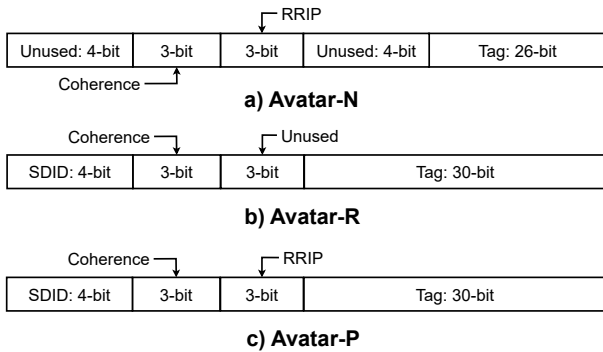 RRIP
Unused: 4-bit 3-bit 3-bit Unused: 4-bit Tag: 26-bit
Coherence
a) Avatar-N
Coherence Unused
SDID: 4-bit 3-bit 3-bit Tag: 30-bit
b) Avatar-R
Coherence RRIP
SDID: 4-bit 3-bit 3-bit Tag: 30-bit
c) Avatar-P